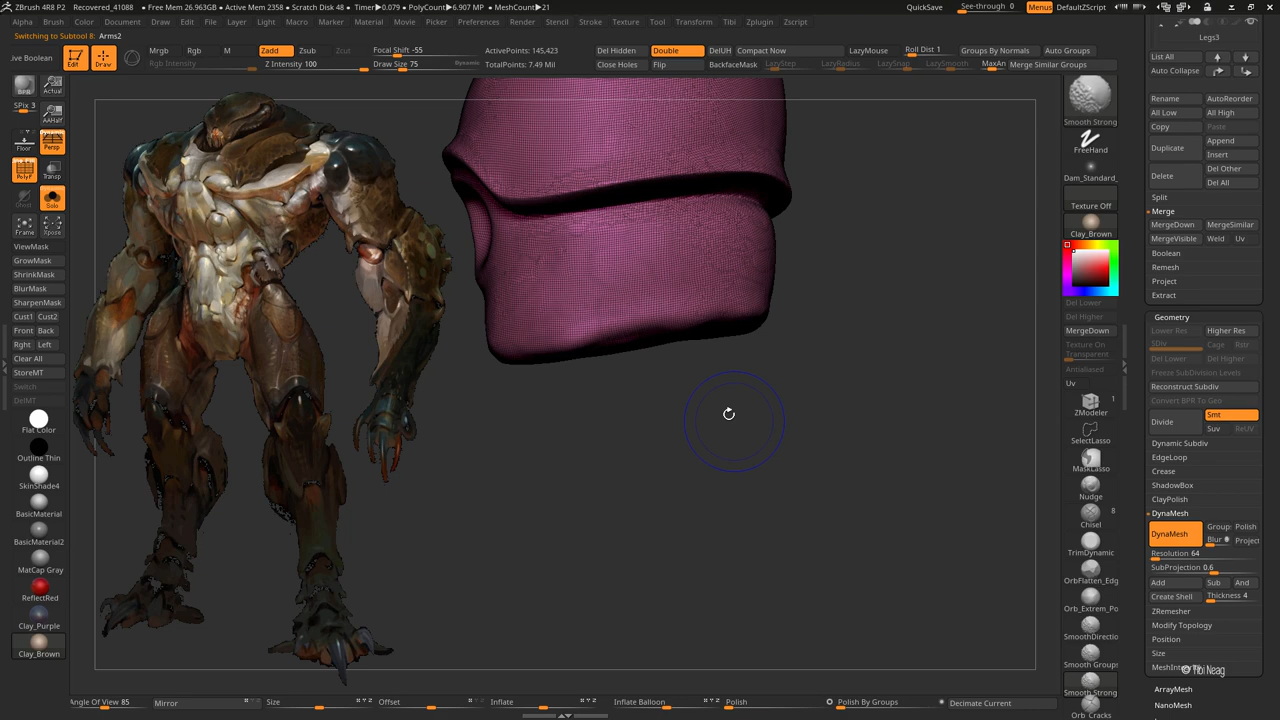 ZBrush 4R8 P2 Recovered_41088 • Free Mem 26.963GB • Active Mem 2358 • Scratch Disk 48 • Timer▶0.079 • PolyCount▶6.907 MP • MeshCount▶21 QuickSave See-through 0 Menus DefaultZScript
Alpha Brush Color Document Draw Edit File Layer Light Macro Marker Material Movie Picker Preferences Render Stencil Stroke Texture Tool Transform Tibi Zplugin Zscript
Switching to Subtool 8: Arms2
ive Boolean
Edit
Draw
Mrgb Rgb M Zadd Zsub Zcut Focal Shift -55 ActivePoints: 145,423 Del Hidden Double DelUH Compact Now LazyMouse Roll Dist 1 Groups By Normals Auto Groups
Rgb Intensity Z Intensity 100 Draw Size 75 Dynamic TotalPoints: 7.49 Mil Close Holes Flip BackfaceMask LazyStep LazyRadius LazySnap LazySmooth MaxAn Merge Similar Groups
BPR Actual
SPix 3 AAHalf
Floor Persp
PolyF Transp
Ghost Solo
Frame Xpose
ViewMask
GrowMask
ShrinkMask
BlurMask
SharpenMask
Cust1 Cust2
Front Back
Rght Left
Clear All
StoreMT
Switch
DelMT
Flat Color
Outline Thin
SkinShade4
BasicMaterial
BasicMaterial2
MatCap Gray
ReflectRed
Clay_Purple
Clay_Brown
Smooth Strong
FreeHand
Dam_Standard_
Texture Off
Clay_Brown
Del Lower
Del Higher
MergeDown
Texture On
Transparent
Antialiased
Uv
1
ZModeler
SelectLasso
MaskLasso
Nudge
8
Chisel
TrimDynamic
OrbFlatten_Edg
Orb_Extrem_Po
SmoothDirectio
Smooth Groups
Smooth Strong
Orb_Cracks
Legs3
List All
Auto Collapse
Rename AutoReorder
All Low All High
Copy Paste
Duplicate Append
Insert
Delete Del Other
Del All
Split
Merge
MergeDown MergeSimilar
MergeVisible Weld Uv
Boolean
Remesh
Project
Extract
Geometry
Lower Res Higher Res
SDiv Cage Rstr
Del Lower Del Higher
Freeze SubDivision Levels
Reconstruct Subdiv
Convert BPR To Geo
Divide Smt
Suv ReUV
Dynamic Subdiv
EdgeLoop
Crease
ShadowBox
ClayPolish
DynaMesh
DynaMesh Group Polish
Blur Project
Resolution 64
SubProjection 0.6
Add Sub And
Create Shell Thickness 4
ZRemesher
Modify Topology
Position
Size
MeshInte
© Tibi Neag
ArrayMesh
NanoMesh
Angle Of View 85 Mirror Size Offset Inflate Inflate Balloon Polish Polish By Groups Decimate Current